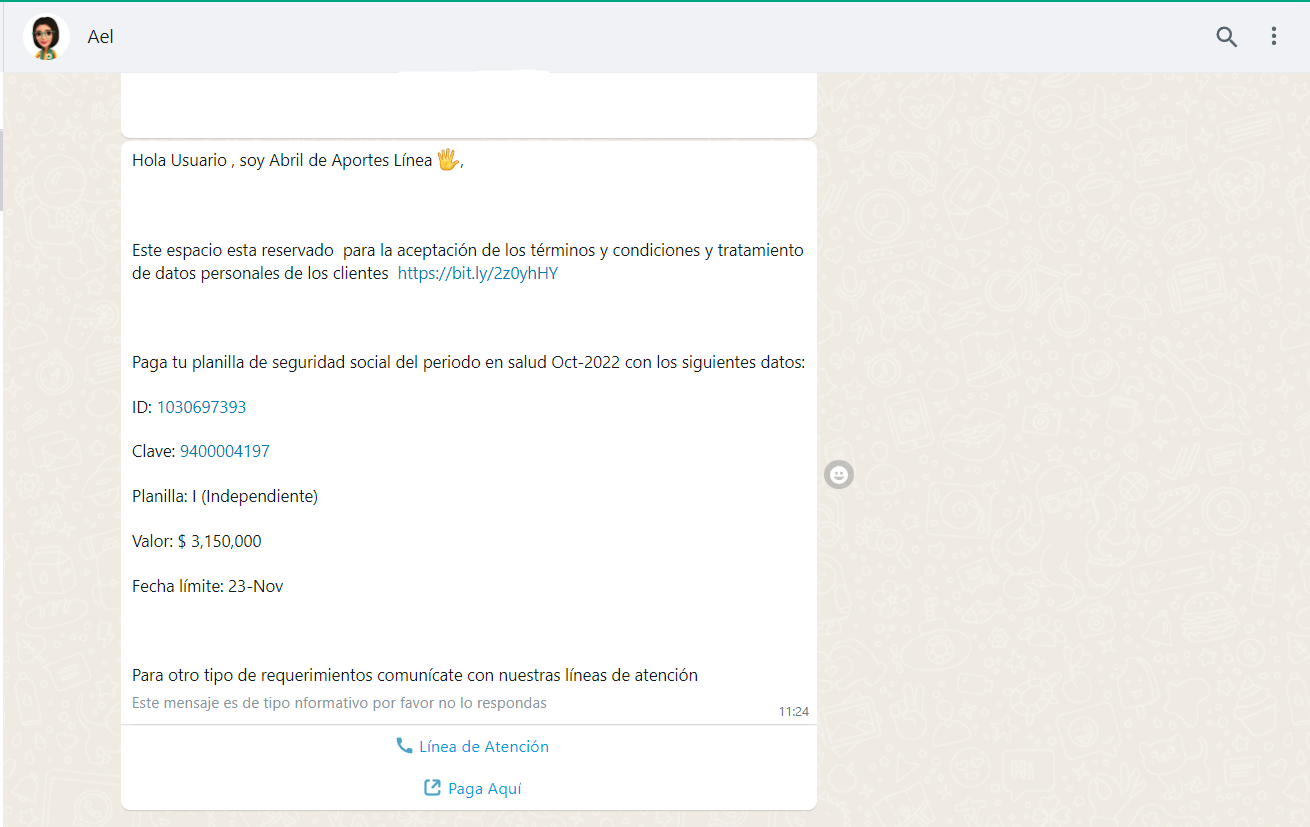 Ael
Hola Usuario , soy Abril de Aportes Línea 🖐,
Este espacio esta reservado  para la aceptación de los términos y condiciones y tratamiento
de datos personales de los clientes  https://bit.ly/2z0yhHY
Paga tu planilla de seguridad social del periodo en salud Oct-2022 con los siguientes datos:
ID: 1030697393
Clave: 9400004197
Planilla: I (Independiente)
Valor: $ 3,150,000
Fecha límite: 23-Nov
Para otro tipo de requerimientos comunícate con nuestras líneas de atención
Este mensaje es de tipo nformativo por favor no lo respondas
11:24
Línea de Atención
Paga Aquí